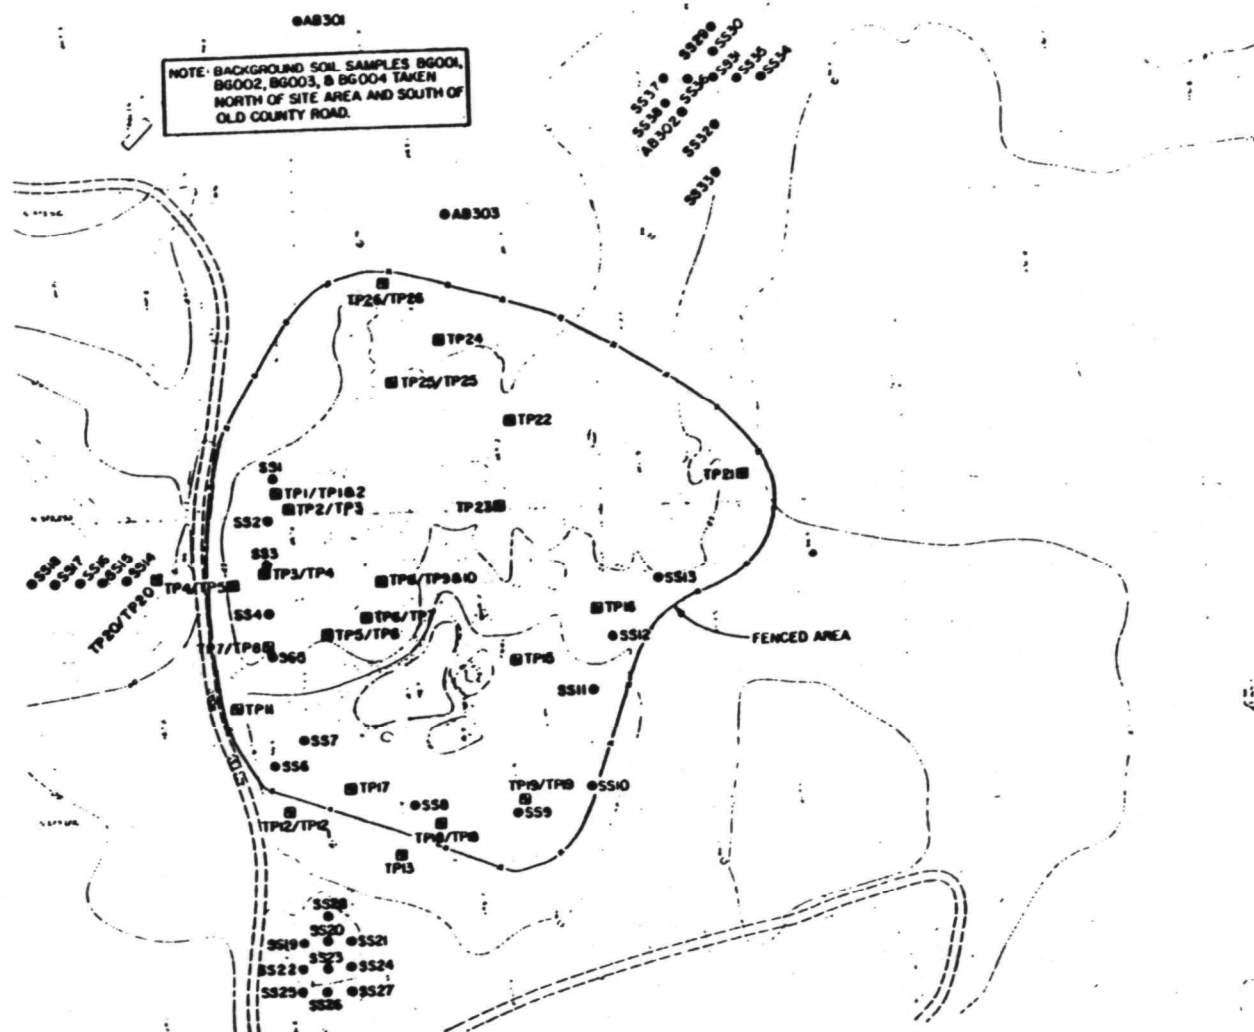 AB301
NOTE: BACKGROUND SOIL SAMPLES BG001,
BG002, BG003, & BG004 TAKEN
NORTH OF SITE AREA AND SOUTH OF
OLD COUNTY ROAD.
SS29
SS30
SS31
SS35
SS34
SS37
SS36
SS38
AB302
SS32
SS33
AB303
TP26/TP26
TP24
TP25/TP25
TP22
TP21
SS1
TP1/TP1&2
TP2/TP3
SS2
TP23
SS3
TP3/TP4
SS18
SS17
SS16
SS15
SS14
TP20/TP20
TP4/TP5
TP8/TP9&10
SS13
SS4
TP6/TP7
TP5/TP6
TP16
SS12
FENCED AREA
TP7/TP8
TP15
SS11
TP11
SS7
SS6
TP17
SS8
TP19/TP19
SS9
SS10
TP12/TP12
TP18/TP18
TP13
SS28
SS20
SS19
SS21
SS23
SS22
SS24
SS25
SS26
SS27